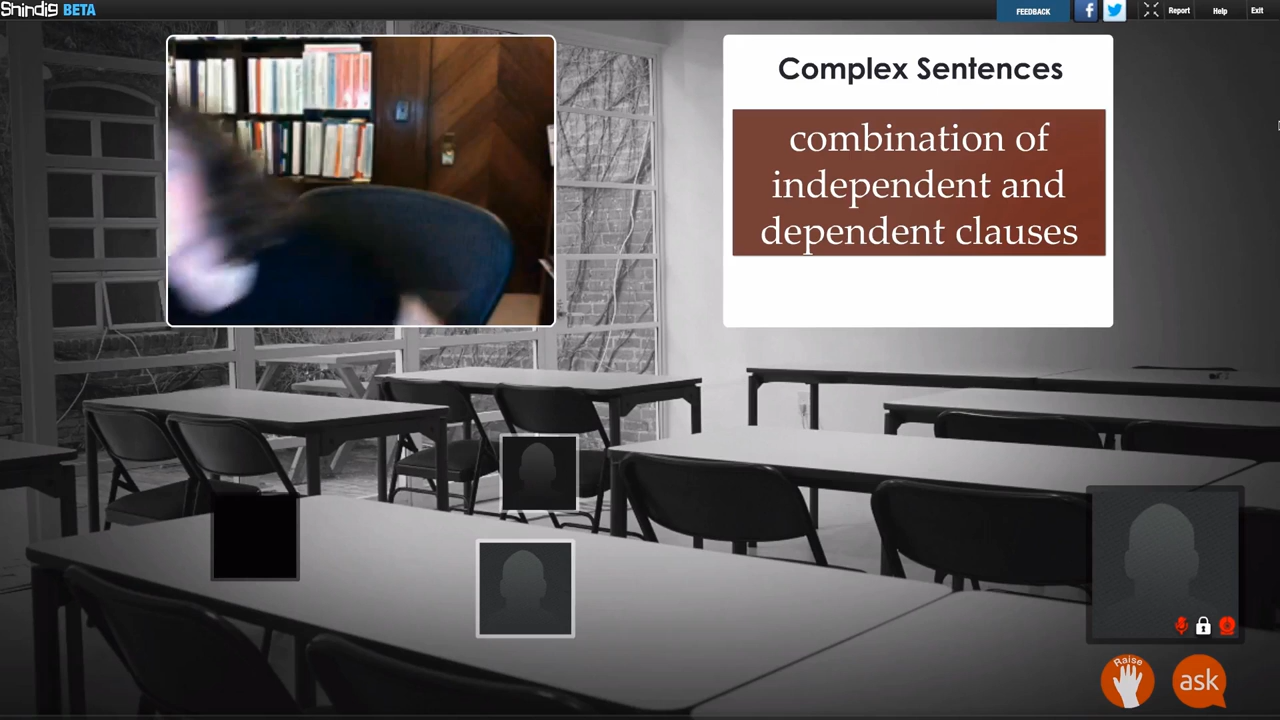 Shindig BETA
FEEDBACK
Report
Help
Exit
Complex Sentences
combination of
independent and
dependent clauses
Raise
ask